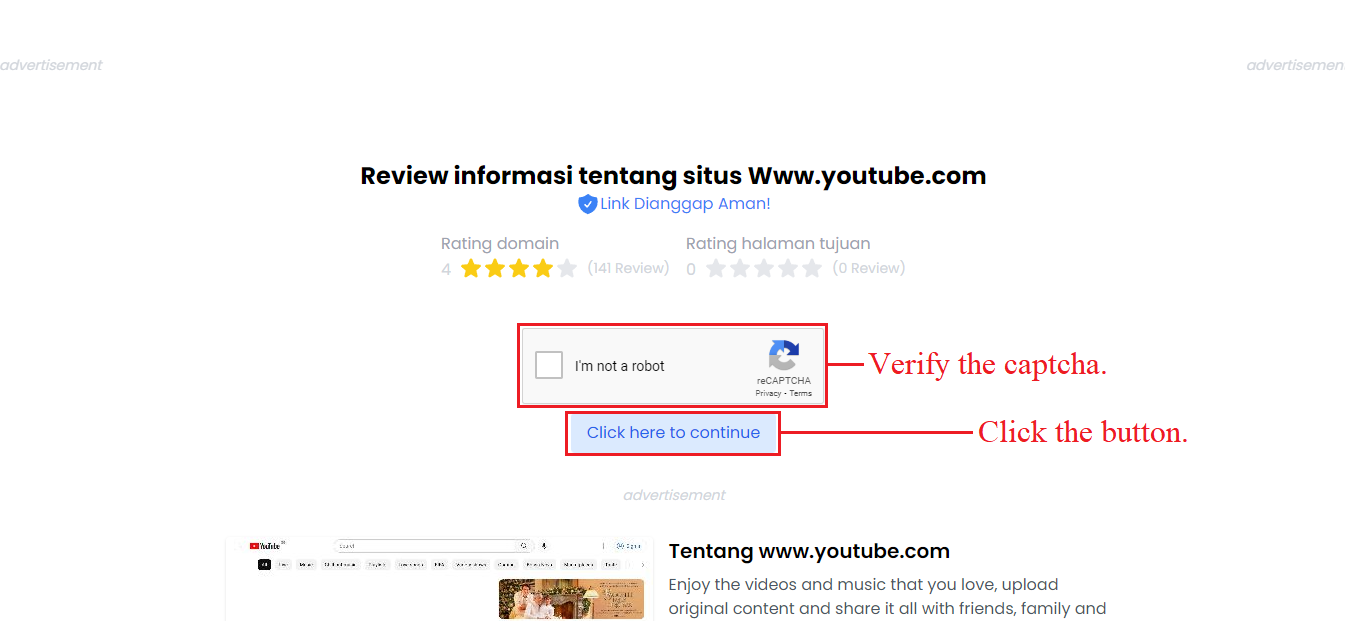 advertisement
advertisemen
Review informasi tentang situs Www.youtube.com
Link Dianggap Aman!
Rating domain
4 (141 Review)
Rating halaman tujuan
0 (0 Review)
I'm not a robot
reCAPTCHA
Privacy - Terms
Verify the captcha.
Click here to continue
Click the button.
advertisement
YouTube
All
Tentang www.youtube.com
Enjoy the videos and music that you love, upload
original content and share it all with friends, family and